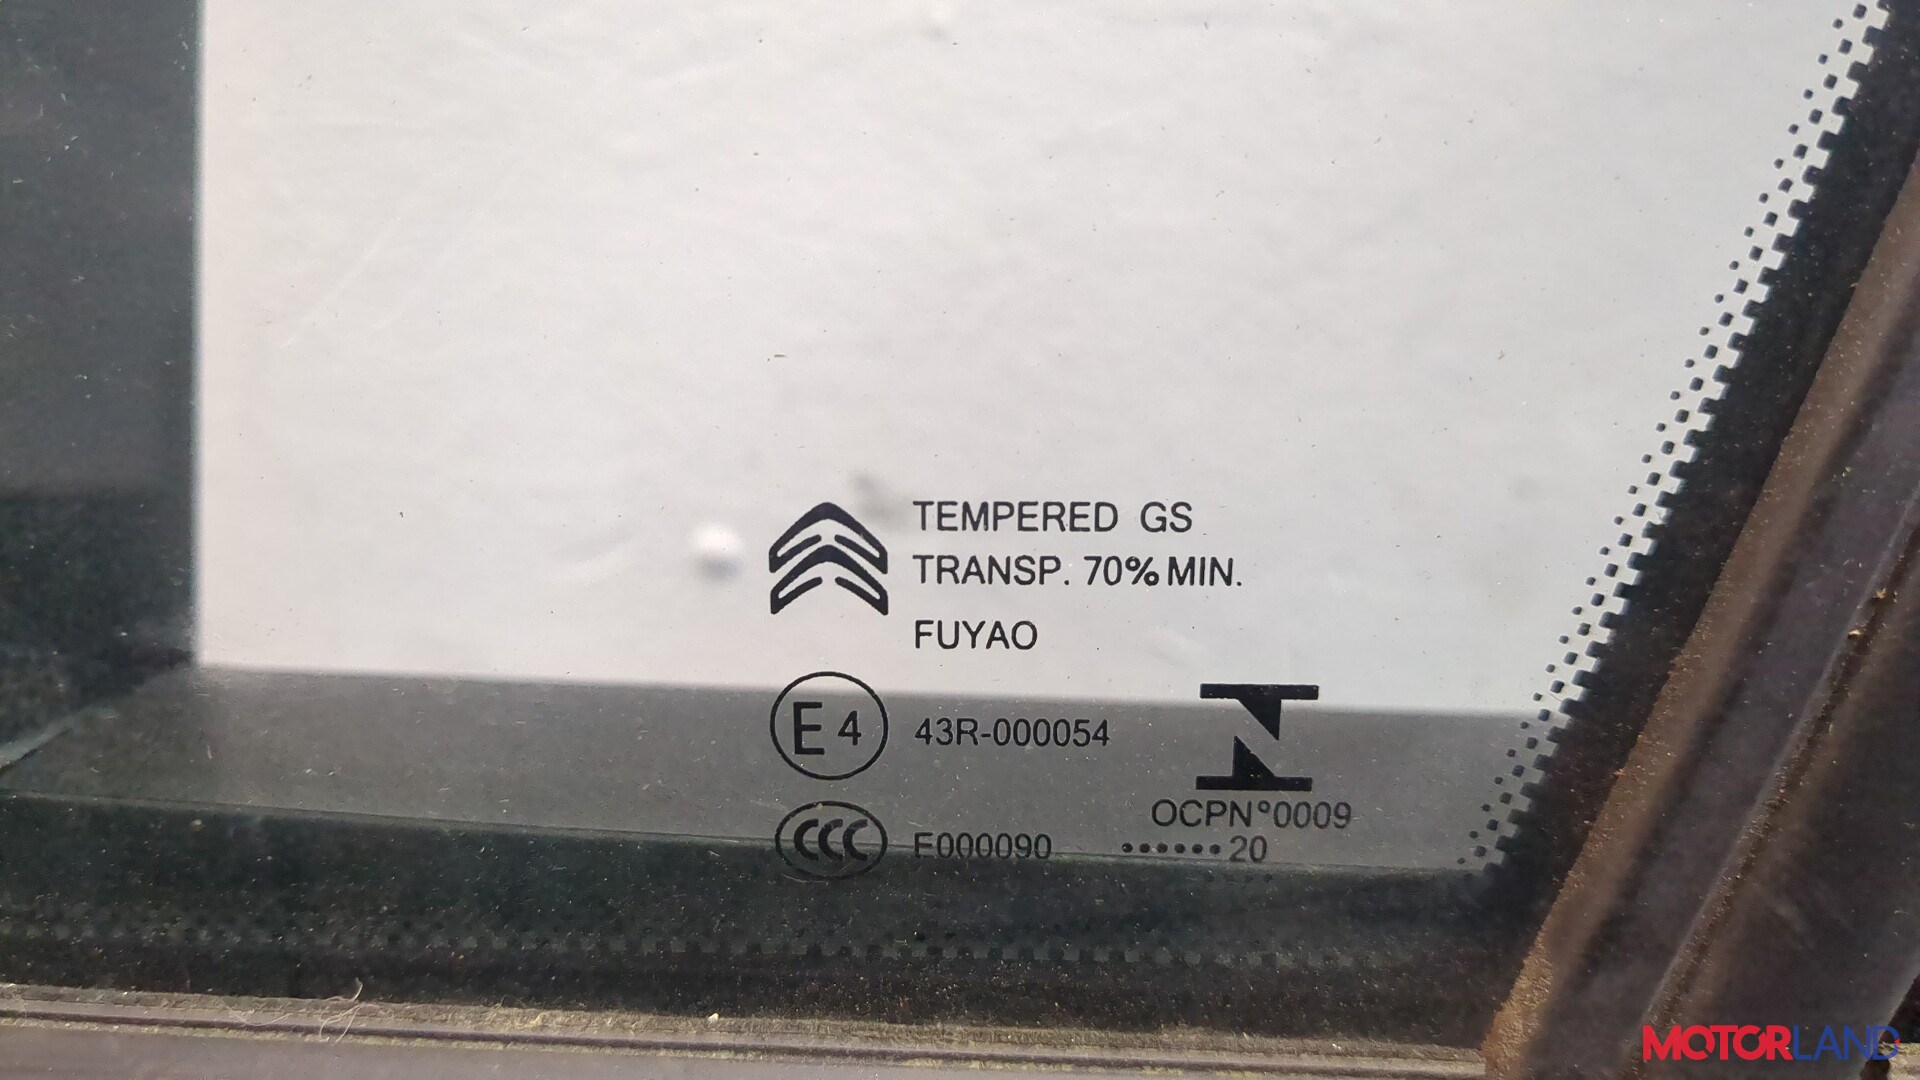 TEMPERED GS
TRANSP. 70% MIN.
FUYAO
E4 43R-000054
OCPN°0009
CCC E000090 ••••••20
MOTORLAND